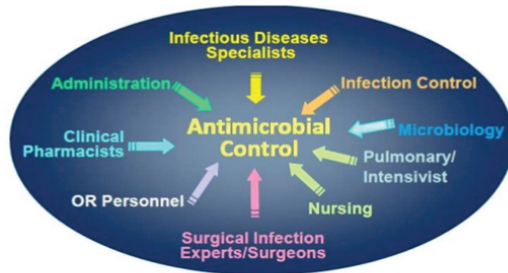 Infectious Diseases
Specialists
Administration
Infection Control
Antimicrobial
Control
Clinical
Pharmacists
Microbiology
Pulmonary/
Intensivist
OR Personnel
Nursing
Surgical Infection
Experts/Surgeons